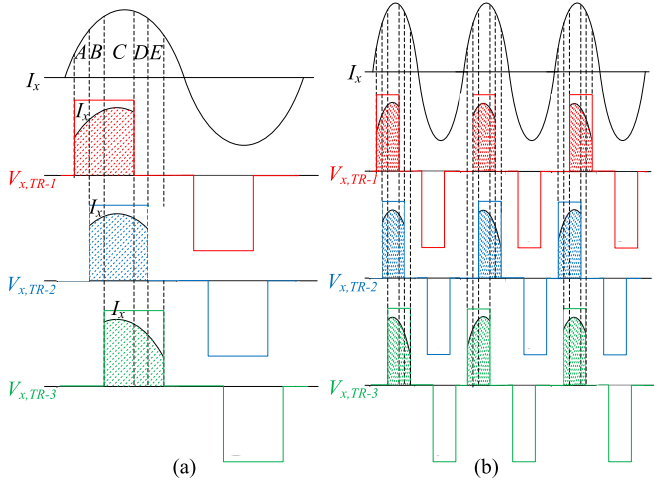 A B C D E
I_x
I_x
V_x,TR-1
I_x
V_x,TR-2
I_x
V_x,TR-3
(a)
I_x
V_x,TR-1
V_x,TR-2
V_x,TR-3
(b)